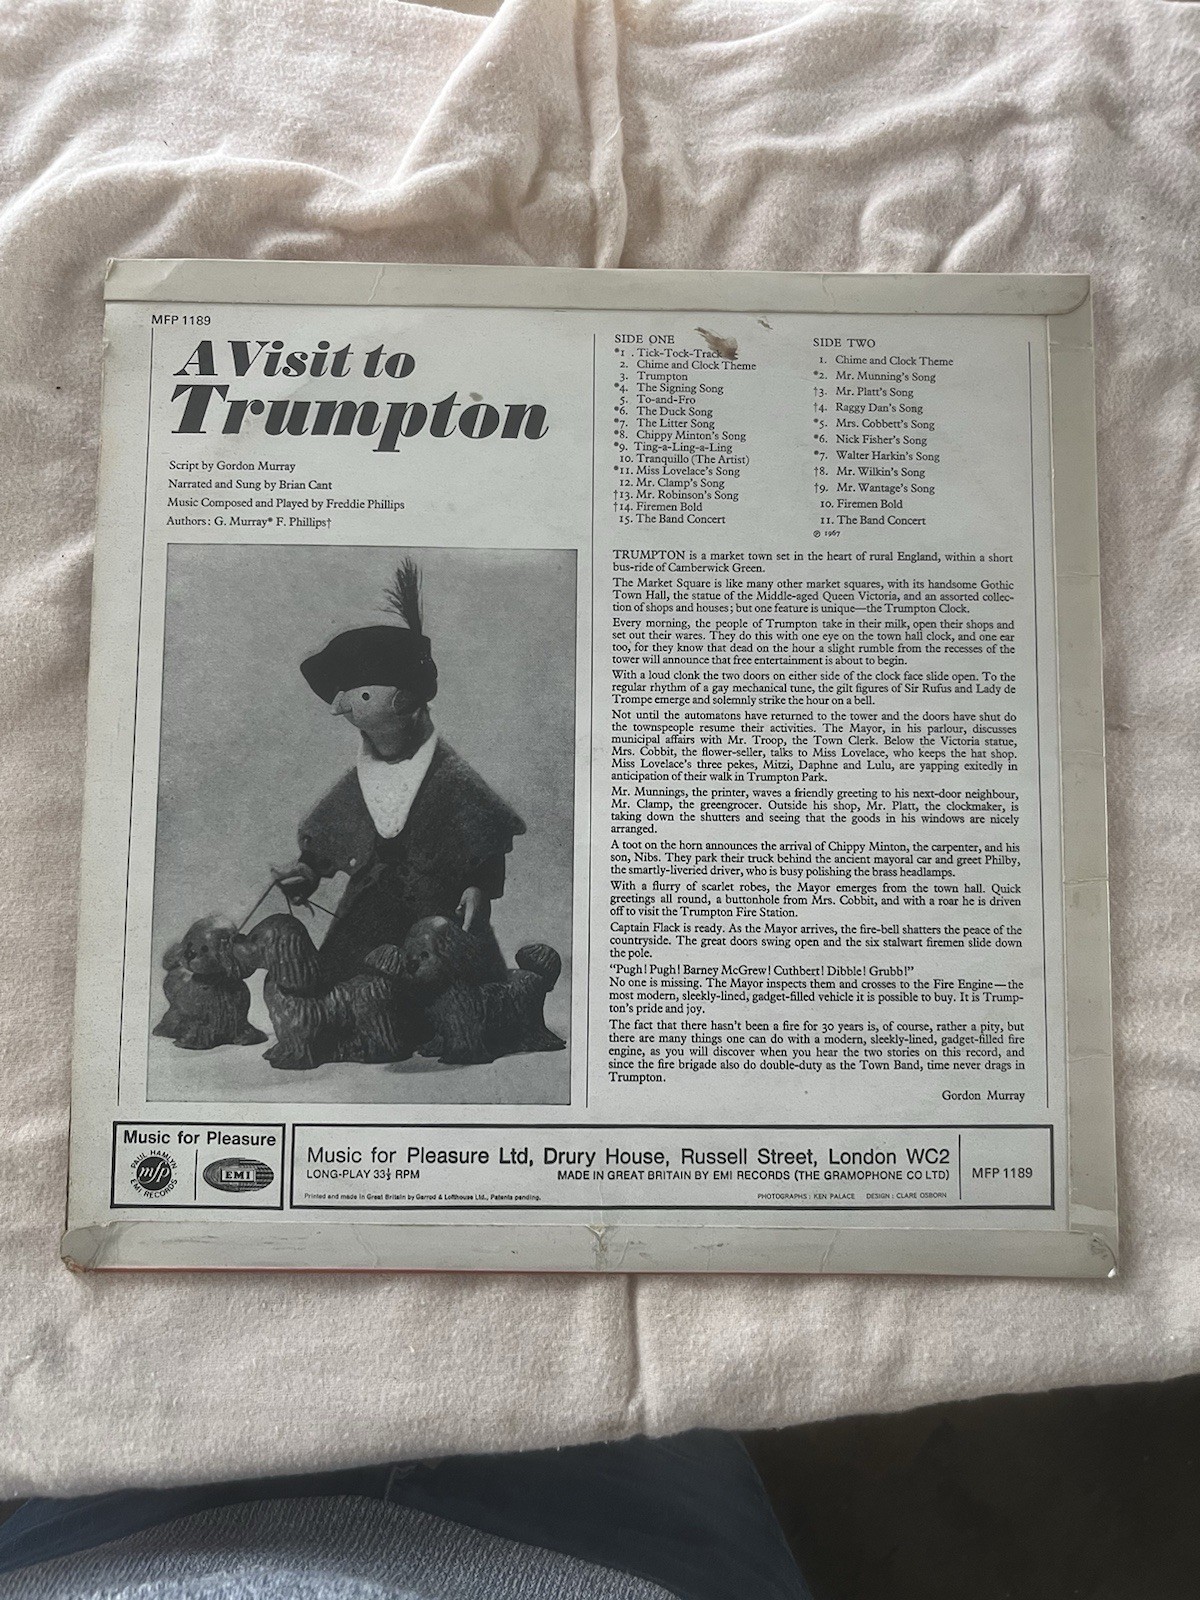 MFP 1189
A Visit to
Trumpton
Script by Gordon Murray
Narrated and Sung by Brian Cant
Music Composed and Played by Freddie Phillips
Authors: G. Murray* F. Phillips†
SIDE ONE
*1. Tick-Tock-Track
2. Chime and Clock Theme
3. Trumpton
*4. The Signing Song
5. To-and-Fro
*6. The Duck Song
*7. The Litter Song
*8. Chippy Minton's Song
*9. Ting-a-Ling-a-Ling
10. Tranquillo (The Artist)
*11. Miss Lovelace's Song
12. Mr. Clamp's Song
†13. Mr. Robinson's Song
†14. Firemen Bold
15. The Band Concert
SIDE TWO
1. Chime and Clock Theme
*2. Mr. Munning's Song
†3. Mr. Platt's Song
†4. Raggy Dan's Song
*5. Mrs. Cobbett's Song
*6. Nick Fisher's Song
*7. Walter Harkin's Song
†8. Mr. Wilkin's Song
†9. Mr. Wantage's Song
10. Firemen Bold
11. The Band Concert
℗ 1967
TRUMPTON is a market town set in the heart of rural England, within a short
bus-ride of Camberwick Green.
The Market Square is like many other market squares, with its handsome Gothic
Town Hall, the statue of the Middle-aged Queen Victoria, and an assorted collec-
tion of shops and houses; but one feature is unique—the Trumpton Clock.
Every morning, the people of Trumpton take in their milk, open their shops and
set out their wares. They do this with one eye on the town hall clock, and one ear
too, for they know that dead on the hour a slight rumble from the recesses of the
tower will announce that free entertainment is about to begin.
With a loud clonk the two doors on either side of the clock face slide open. To the
regular rhythm of a gay mechanical tune, the gilt figures of Sir Rufus and Lady de
Trompe emerge and solemnly strike the hour on a bell.
Not until the automatons have returned to the tower and the doors have shut do
the townspeople resume their activities. The Mayor, in his parlour, discusses
municipal affairs with Mr. Troop, the Town Clerk. Below the Victoria statue,
Mrs. Cobbit, the flower-seller, talks to Miss Lovelace, who keeps the hat shop.
Miss Lovelace's three pekes, Mitzi, Daphne and Lulu, are yapping exitedly in
anticipation of their walk in Trumpton Park.
Mr. Munnings, the printer, waves a friendly greeting to his next-door neighbour,
Mr. Clamp, the greengrocer. Outside his shop, Mr. Platt, the clockmaker, is
taking down the shutters and seeing that the goods in his windows are nicely
arranged.
A toot on the horn announces the arrival of Chippy Minton, the carpenter, and his
son, Nibs. They park their truck behind the ancient mayoral car and greet Philby,
the smartly-liveried driver, who is busy polishing the brass headlamps.
With a flurry of scarlet robes, the Mayor emerges from the town hall. Quick
greetings all round, a buttonhole from Mrs. Cobbit, and with a roar he is driven
off to visit the Trumpton Fire Station.
Captain Flack is ready. As the Mayor arrives, the fire-bell shatters the peace of the
countryside. The great doors swing open and the six stalwart firemen slide down
the pole.
"Pugh! Pugh! Barney McGrew! Cuthbert! Dibble! Grubb!"
No one is missing. The Mayor inspects them and crosses to the Fire Engine—the
most modern, sleekly-lined, gadget-filled vehicle it is possible to buy. It is Trump-
ton's pride and joy.
The fact that there hasn't been a fire for 30 years is, of course, rather a pity, but
there are many things one can do with a modern, sleekly-lined, gadget-filled fire
engine, as you will discover when you hear the two stories on this record, and
since the fire brigade also do double-duty as the Town Band, time never drags in
Trumpton.
Gordon Murray
Music for Pleasure
PAUL HAMLYN
mfp
EMI RECORDS
EMI
Music for Pleasure Ltd, Drury House, Russell Street, London WC2
LONG-PLAY 33⅓ RPM
MADE IN GREAT BRITAIN BY EMI RECORDS (THE GRAMOPHONE CO LTD)
Printed and made in Great Britain by Garrod & Lofthouse Ltd., Patents pending.
PHOTOGRAPHS: KEN PALACE DESIGN: CLARE OSBORN
MFP 1189